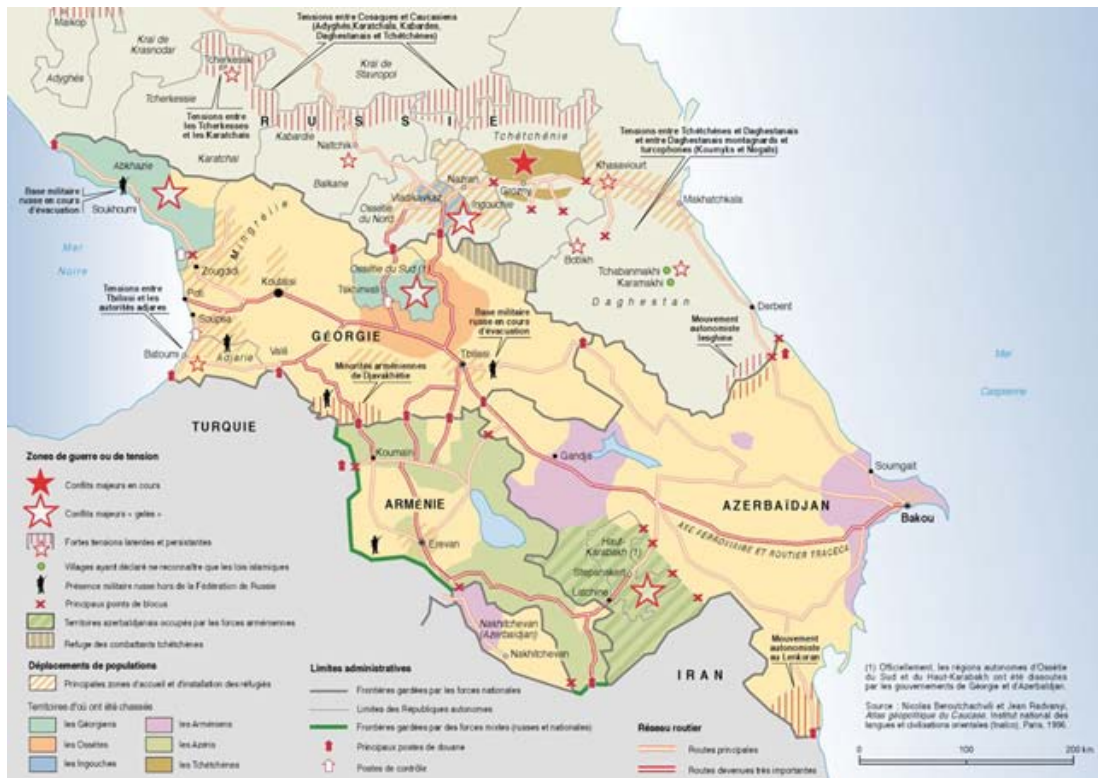 Maikop
Kraï de
Krasnodar
Adyghés
Tcherkessie
Tcherkessk
Tensions entre Cosaques et Caucasiens
(Adyghés, Karatchaïs, Kabardes,
Daghestanais et Tchétchènes)
Kraï de
Stavropol
Tensions entre
les Tcherkesses
et les Karatchaïs
RUSSIE
Kabardie
Naltchik
Balkarie
Karatchaï
Tchétchénie
Tensions entre Tchétchènes et Daghestanais
et entre Daghestanais montagnards et
turcophones (Koumyks et Nogaïs)
Abkhazie
Base militaire
russe en cours
d'évacuation
Soukhoumi
Vladikavkaz
Ossétie
du Nord
Nazran
Ingouchie
Grozny
Khasaviourt
Makhatchkala
Botlikh
Tchabanmakhi
Karamakhi
Daghestan
Derbent
Mer
Noire
Mingrélie
Zougdidi
Koutaïssi
Poti
Soupsa
Ossétie du Sud (1)
Tskhinvali
Tensions entre
Tbilissi et les
autorités adjares
Batoumi
Adjarie
Valé
GÉORGIE
Base militaire
russe en cours
d'évacuation
Tbilissi
Minorités arméniennes
de Djavakhétie
Mouvement
autonomiste
lesghine
Mer
Caspienne
TURQUIE
Koumaïri
ARMÉNIE
Erevan
Gandja
AZERBAÏDJAN
Soumgaït
Bakou
AXE FERROVIAIRE ET ROUTIER TRACECA
Haut-
Karabakh (1)
Stepanakert
Latchine
Nakhitchevan
(Azerbaïdjan)
Nakhitchevan
IRAN
Mouvement
autonomiste
au Lenkoran
Zones de guerre ou de tension
Conflits majeurs en cours
Conflits majeurs « gelés »
Fortes tensions latentes et persistantes
Villages ayant déclaré ne reconnaître que les lois islamiques
Présence militaire russe hors de la Fédération de Russie
Principaux points de blocus
Territoires azerbaïdjanais occupés par les forces arméniennes
Refuge des combattants tchétchènes
Déplacements de populations
Principales zones d'accueil et d'installation des réfugiés
Territoires d'où ont été chassés
les Géorgiens
les Ossètes
les Ingouches
les Arméniens
les Azéris
les Tchétchènes
Limites administratives
Frontières gardées par les forces nationales
Limites des Républiques autonomes
Frontières gardées par des forces mixtes (russes et nationales)
Principaux postes de douane
Postes de contrôle
Réseau routier
Routes principales
Routes devenues très importantes
(1) Officiellement, les régions autonomes d'Ossétie
du Sud et du Haut-Karabakh ont été dissoutes
par les gouvernements de Géorgie et d'Azerbaïdjan.
Source : Nicolas Beroutchachvili et Jean Radvanyi,
Atlas géopolitique du Caucase, Institut national des
langues et civilisations orientales (Inalco), Paris, 1996.
0 100 200 km